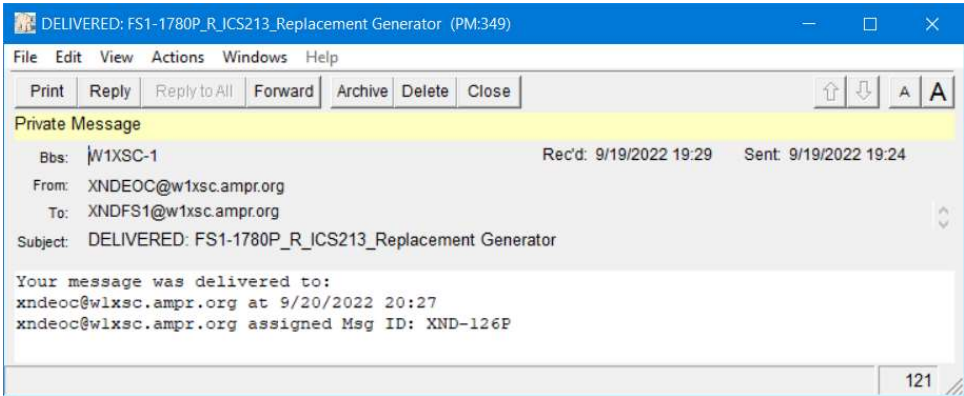 DELIVERED: FS1-1780P_R_ICS213_Replacement Generator (PM:349)
File Edit View Actions Windows Help
Print Reply Reply to All Forward Archive Delete Close A A
Private Message
Bbs: W1XSC-1 Rec'd: 9/19/2022 19:29 Sent: 9/19/2022 19:24
From: XNDEOC@w1xsc.ampr.org
To: XNDFS1@w1xsc.ampr.org
Subject: DELIVERED: FS1-1780P_R_ICS213_Replacement Generator
Your message was delivered to:
xndeoc@w1xsc.ampr.org at 9/20/2022 20:27
xndeoc@w1xsc.ampr.org assigned Msg ID: XND-126P
121